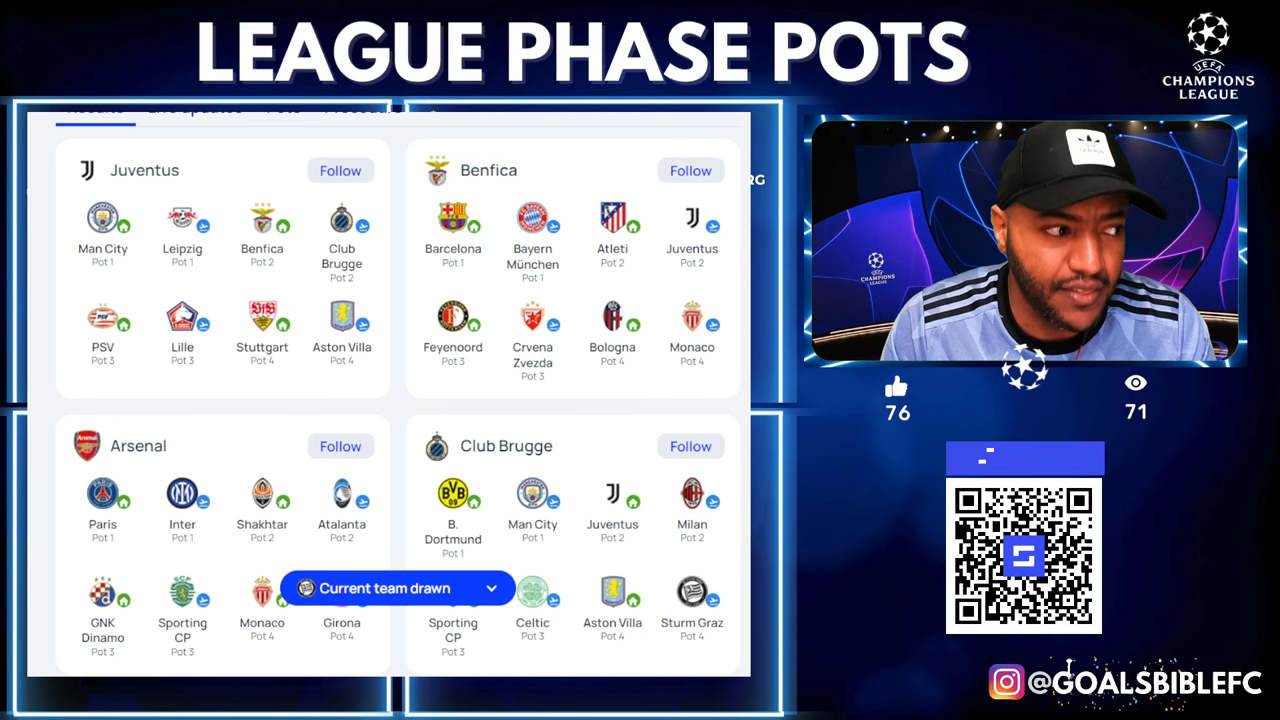 LEAGUE PHASE POTS
UEFA
CHAMPIONS
LEAGUE
Juventus
Follow
Man City
Pot 1
Leipzig
Pot 1
Benfica
Pot 2
Club
Brugge
Pot 2
PSV
Pot 3
Lille
Pot 3
Stuttgart
Pot 4
Aston Villa
Pot 4
Benfica
Follow
RG
Barcelona
Pot 1
Bayern
München
Pot 1
Atleti
Pot 2
Juventus
Pot 2
Feyenoord
Pot 3
Crvena
Zvezda
Pot 3
Bologna
Pot 4
Monaco
Pot 4
Arsenal
Follow
Paris
Pot 1
Inter
Pot 1
Shakhtar
Pot 2
Atalanta
Pot 2
GNK
Dinamo
Pot 3
Sporting
CP
Pot 3
Monaco
Pot 4
Girona
Pot 4
Club Brugge
Follow
B.
Dortmund
Pot 1
Man City
Pot 1
Juventus
Pot 2
Milan
Pot 2
Sporting
CP
Pot 3
Celtic
Pot 3
Aston Villa
Pot 4
Sturm Graz
Pot 4
Current team drawn
CHAMPIONS
LEAGUE
76
71
@GOALSBIBLEFC